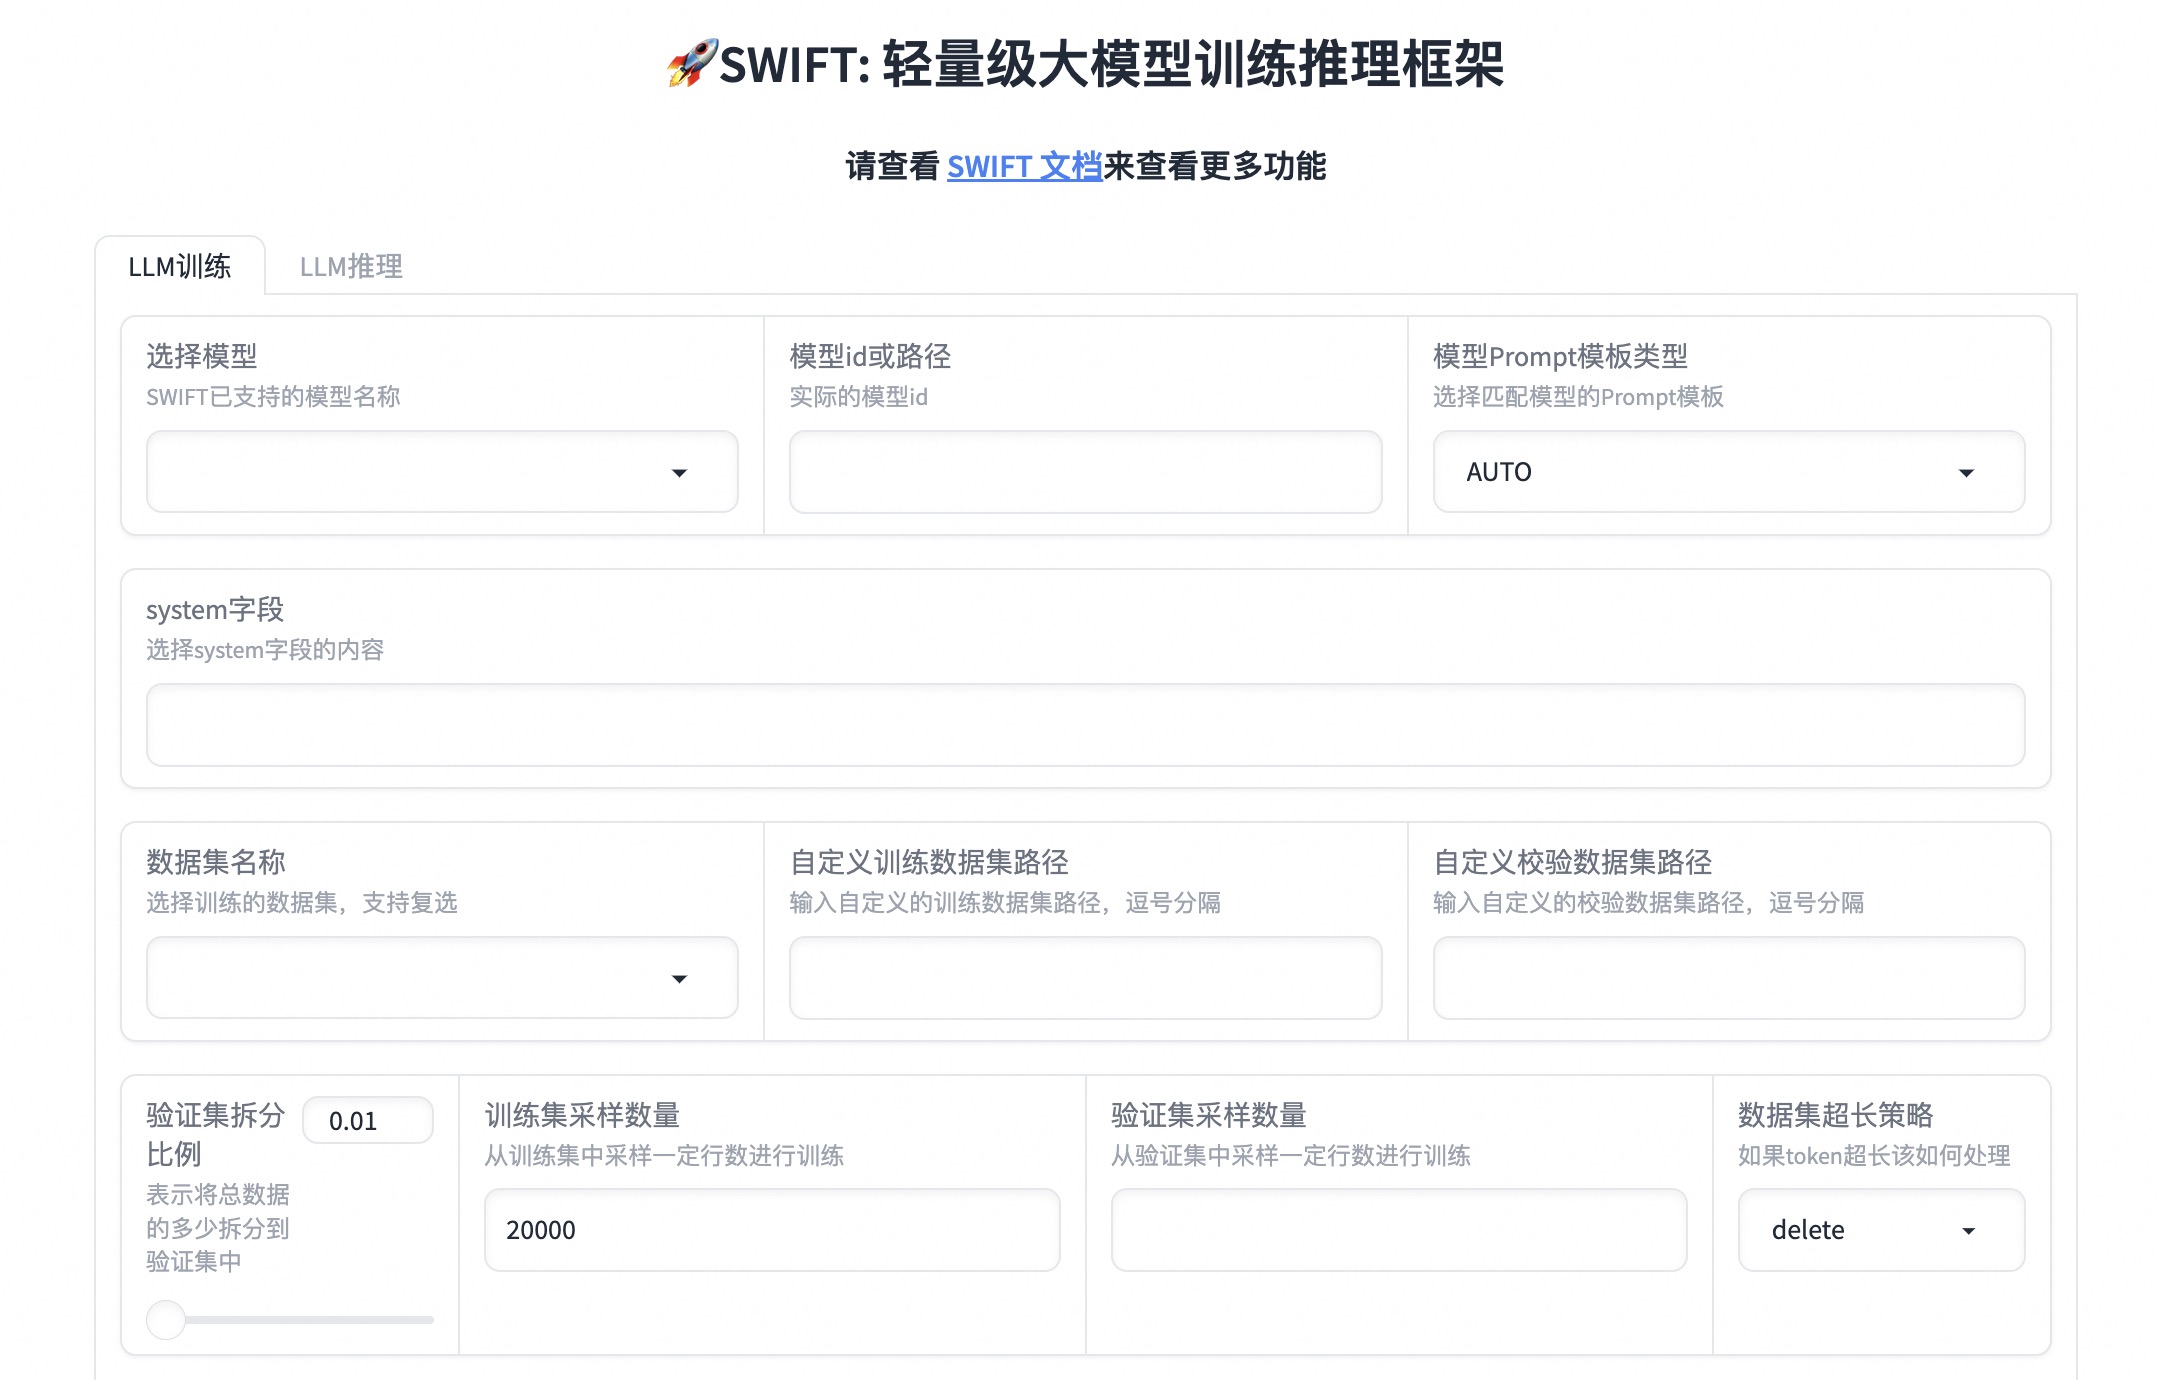 🚀SWIFT: 轻量级大模型训练推理框架
请查看 SWIFT 文档来查看更多功能
LLM训练
LLM推理
选择模型
SWIFT已支持的模型名称
模型id或路径
实际的模型id
模型Prompt模板类型
选择匹配模型的Prompt模板
AUTO
system字段
选择system字段的内容
数据集名称
选择训练的数据集，支持复选
自定义训练数据集路径
输入自定义的训练数据集路径，逗号分隔
自定义校验数据集路径
输入自定义的校验数据集路径，逗号分隔
验证集拆分
比例
0.01
表示将总数据
的多少拆分到
验证集中
训练集采样数量
从训练集中采样一定行数进行训练
20000
验证集采样数量
从验证集中采样一定行数进行训练
数据集超长策略
如果token超长该如何处理
delete